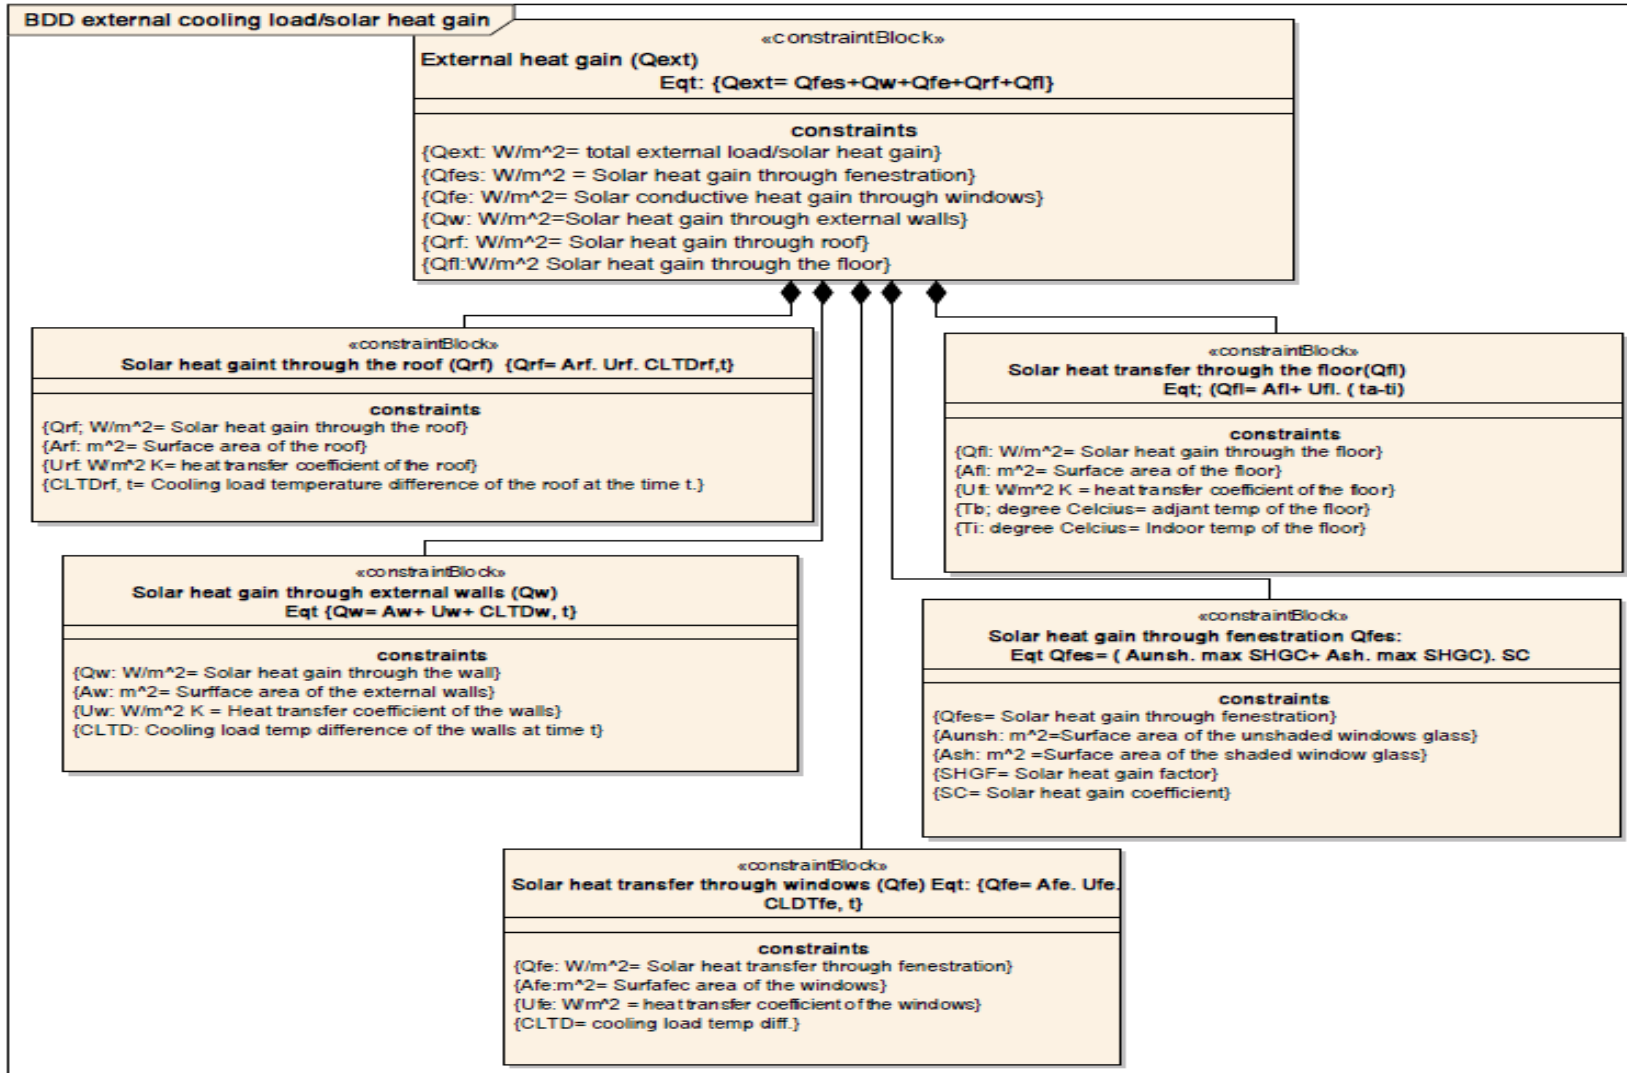 BDD external cooling load/solar heat gain
«constraintBlock»
External heat gain (Qext)
Eqt: {Qext= Qfes+Qw+Qfe+Qrf+Qfl}
constraints
{Qext: W/m^2= total external load/solar heat gain}
{Qfes: W/m^2 = Solar heat gain through fenestration}
{Qfe: W/m^2= Solar conductive heat gain through windows}
{Qw: W/m^2=Solar heat gain through external walls}
{Qrf: W/m^2= Solar heat gain through roof}
{Qfl:W/m^2 Solar heat gain through the floor}
«constraintBlock»
Solar heat gaint through the roof (Qrf) {Qrf= Arf. Urf. CLTDrf,t}
constraints
{Qrf; W/m^2= Solar heat gain through the roof}
{Arf: m^2= Surface area of the roof}
{Urf: W/m^2 K= heat transfer coefficient of the roof}
{CLTDrf, t= Cooling load temperature difference of the roof at the time t.}
«constraintBlock»
Solar heat transfer through the floor(Qfl)
Eqt; (Qfl= Afl+ Ufl. ( ta-ti)
constraints
{Qfl: W/m^2= Solar heat gain through the floor}
{Afl: m^2= Surface area of the floor}
{Ufl: W/m^2 K = heat transfer coefficient of the floor}
{Tb; degree Celcius= adjant temp of the floor}
{Ti: degree Celcius= Indoor temp of the floor}
«constraintBlock»
Solar heat gain through external walls (Qw)
Eqt {Qw= Aw+ Uw+ CLTDw, t}
constraints
{Qw: W/m^2= Solar heat gain through the wall}
{Aw: m^2= Surfface area of the external walls}
{Uw: W/m^2 K = Heat transfer coefficient of the walls}
{CLTD: Cooling load temp difference of the walls at time t}
«constraintBlock»
Solar heat gain through fenestration Qfes:
Eqt Qfes= ( Aunsh. max SHGC+ Ash. max SHGC). SC
constraints
{Qfes= Solar heat gain through fenestration}
{Aunsh: m^2=Surface area of the unshaded windows glass}
{Ash: m^2 =Surface area of the shaded window glass}
{SHGF= Solar heat gain factor}
{SC= Solar heat gain coefficient}
«constraintBlock»
Solar heat transfer through windows (Qfe) Eqt: {Qfe= Afe. Ufe.
CLDTfe, t}
constraints
{Qfe: W/m^2= Solar heat transfer through fenestration}
{Afe:m^2= Surfafec area of the windows}
{Ufe: W/m^2 = heat transfer coefficient of the windows}
{CLTD= cooling load temp diff.}